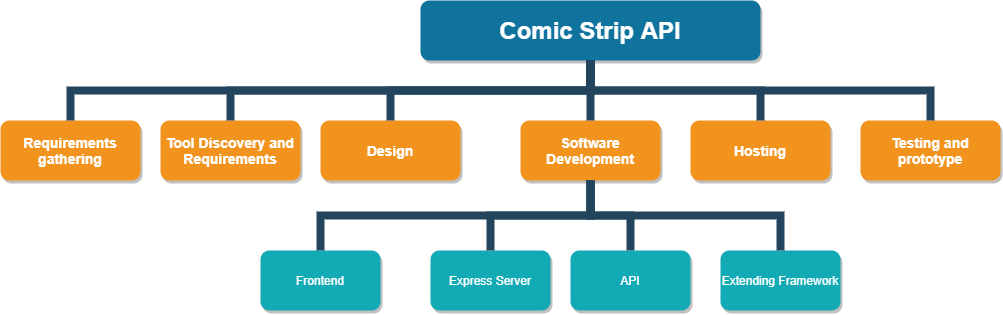 Comic Strip API
Requirements
gathering
Tool Discovery and
Requirements
Design
Software
Development
Hosting
Testing and
prototype
Frontend
Express Server
API
Extending Framework